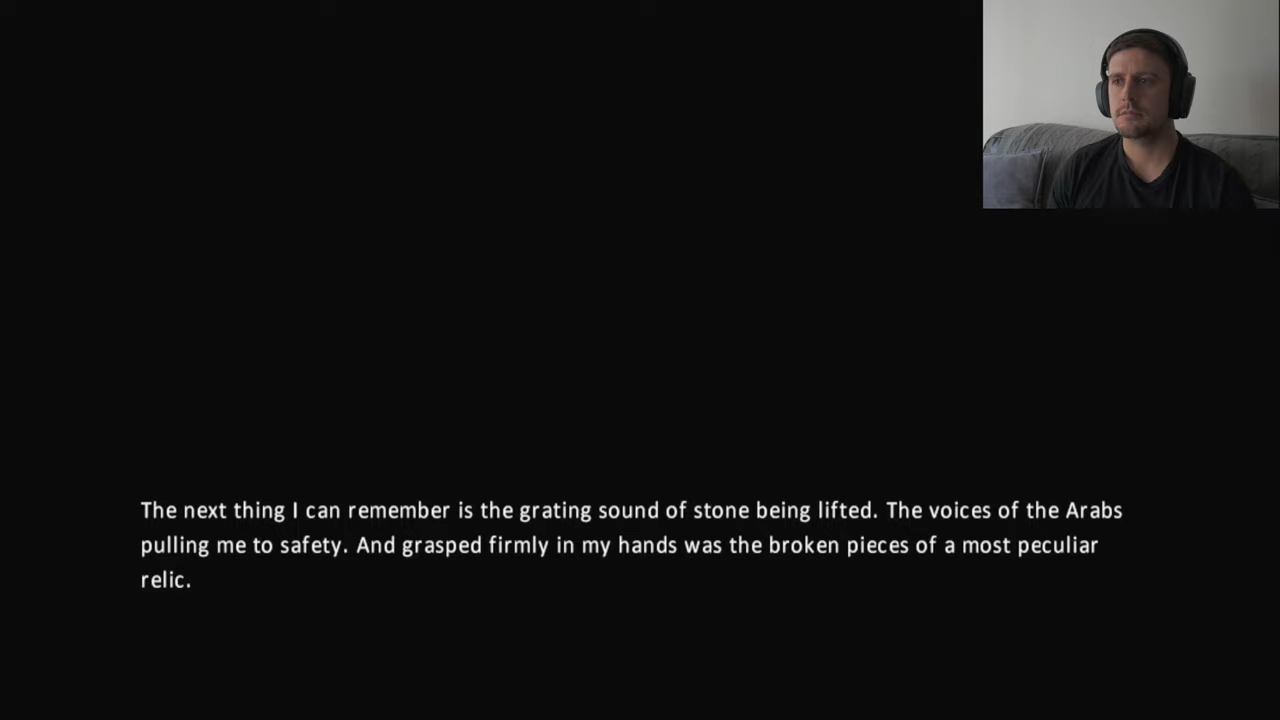 The next thing I can remember is the grating sound of stone being lifted. The voices of the Arabs
pulling me to safety. And grasped firmly in my hands was the broken pieces of a most peculiar
relic.